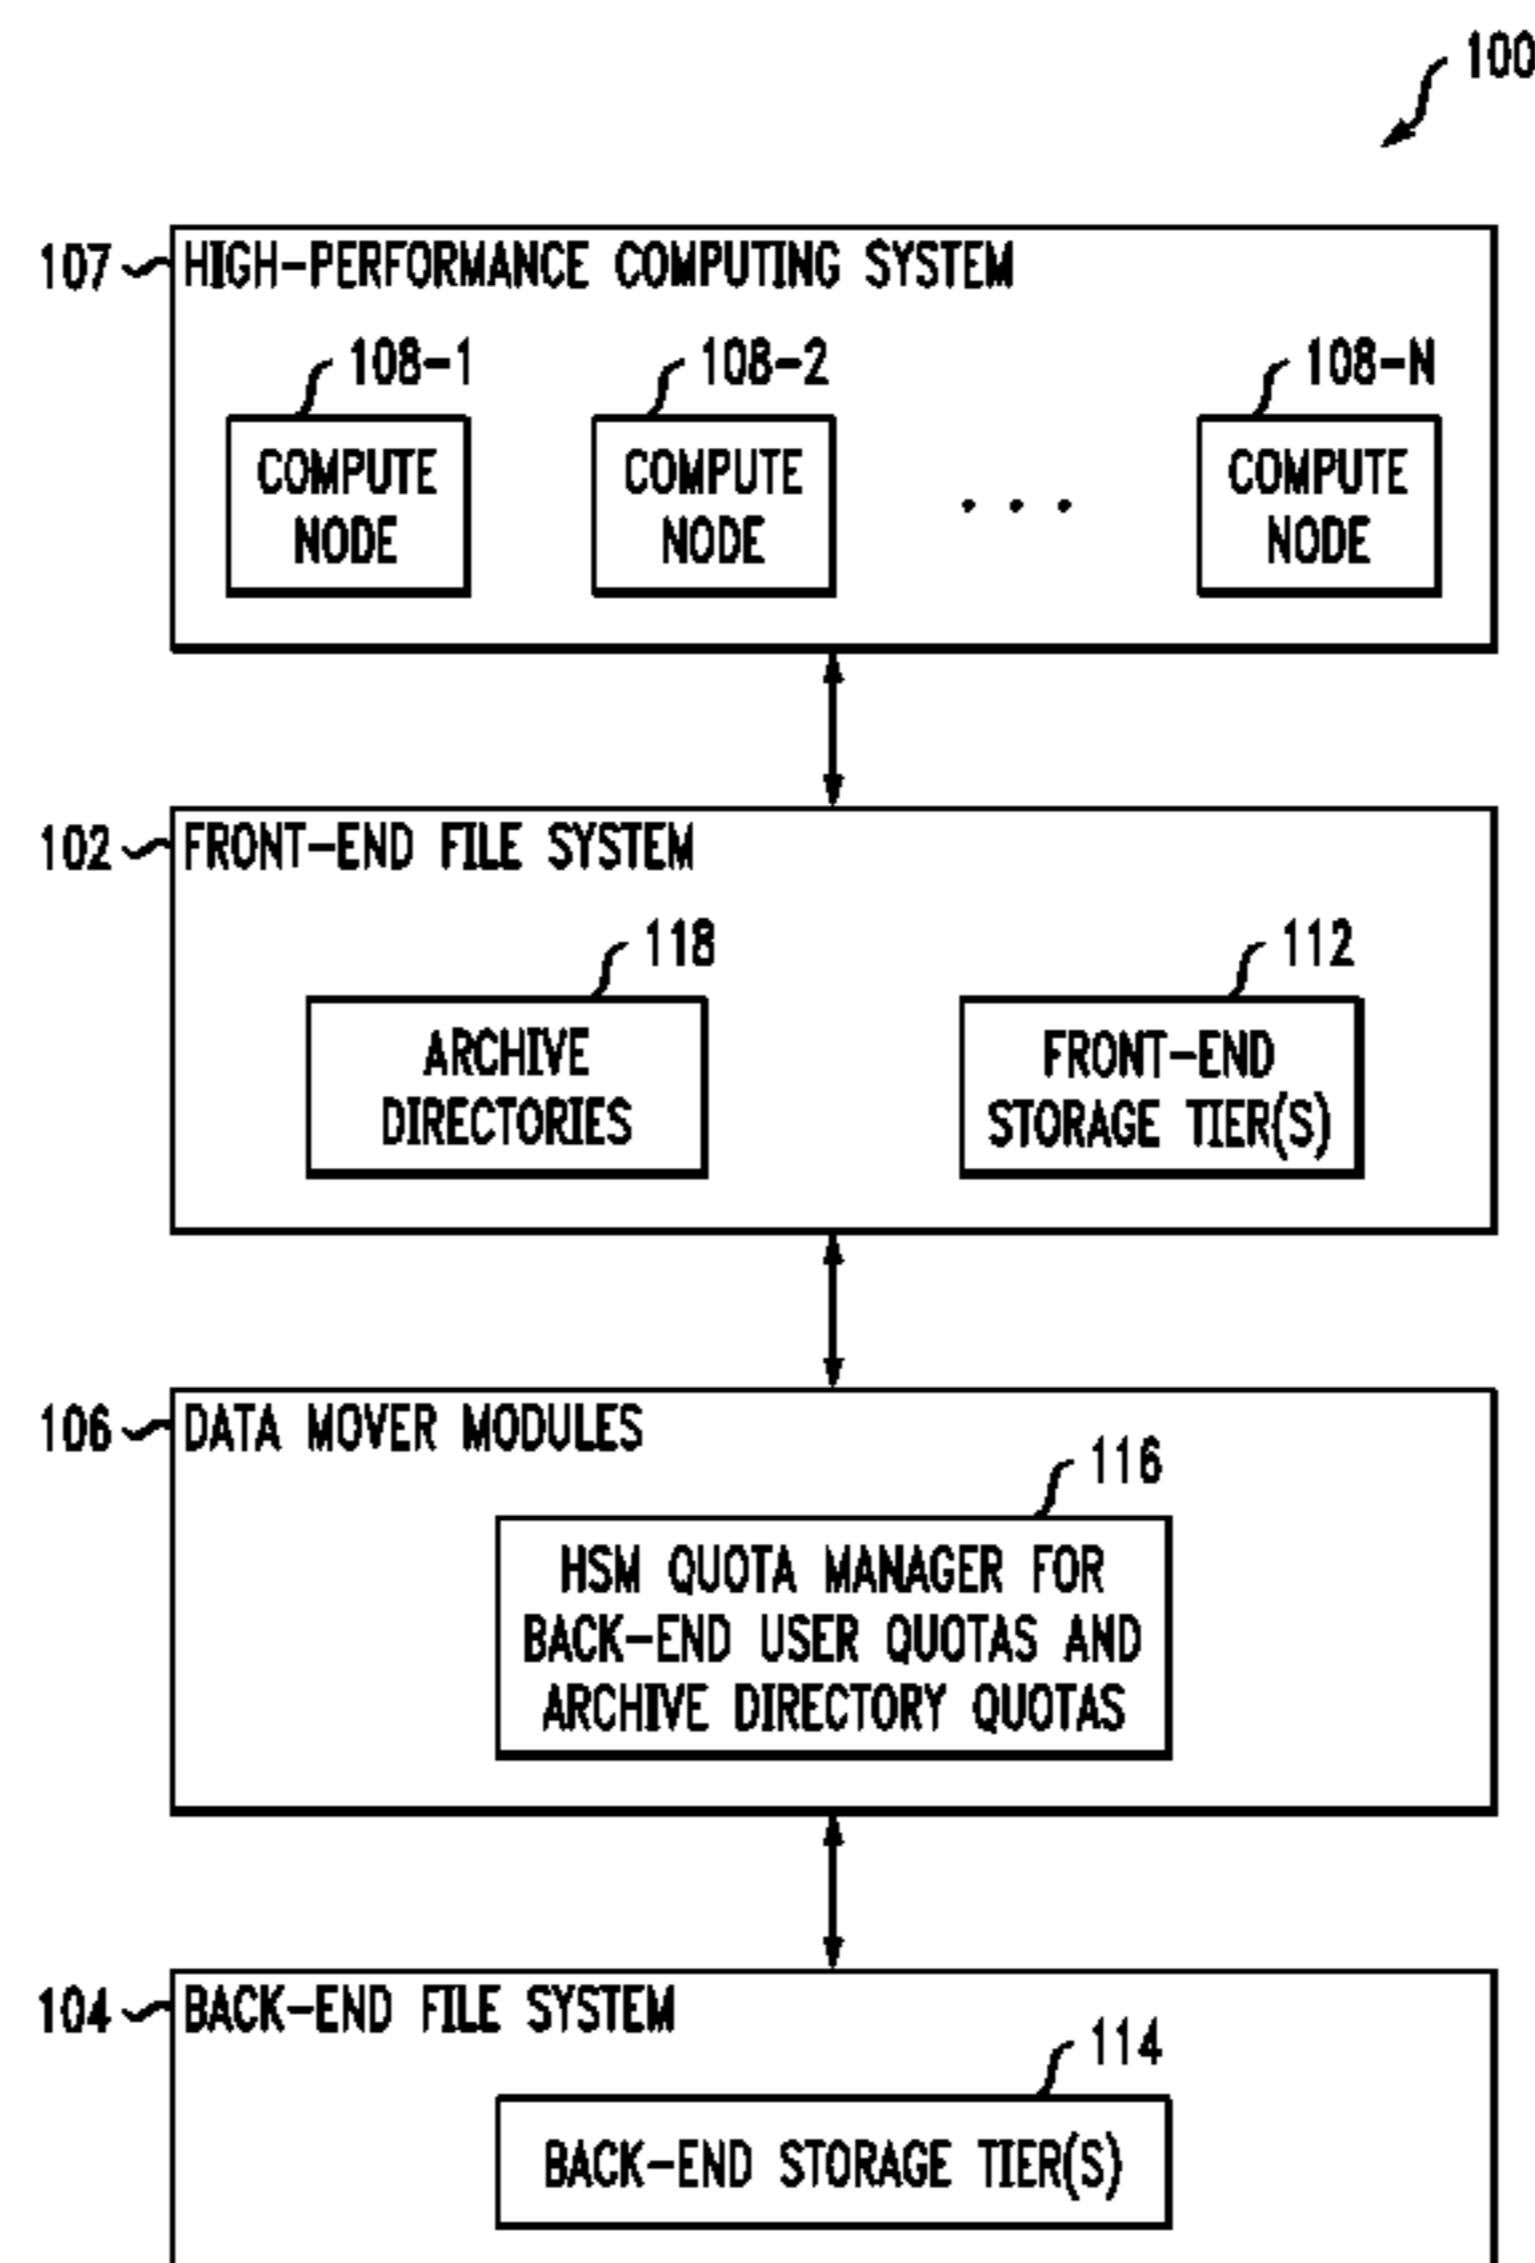 100
107
HIGH-PERFORMANCE COMPUTING SYSTEM
108-1
108-2
108-N
COMPUTE
NODE
COMPUTE
NODE
. . .
COMPUTE
NODE
102
FRONT-END FILE SYSTEM
118
112
ARCHIVE
DIRECTORIES
FRONT-END
STORAGE TIER(S)
106
DATA MOVER MODULES
116
HSM QUOTA MANAGER FOR
BACK-END USER QUOTAS AND
ARCHIVE DIRECTORY QUOTAS
104
BACK-END FILE SYSTEM
114
BACK-END STORAGE TIER(S)